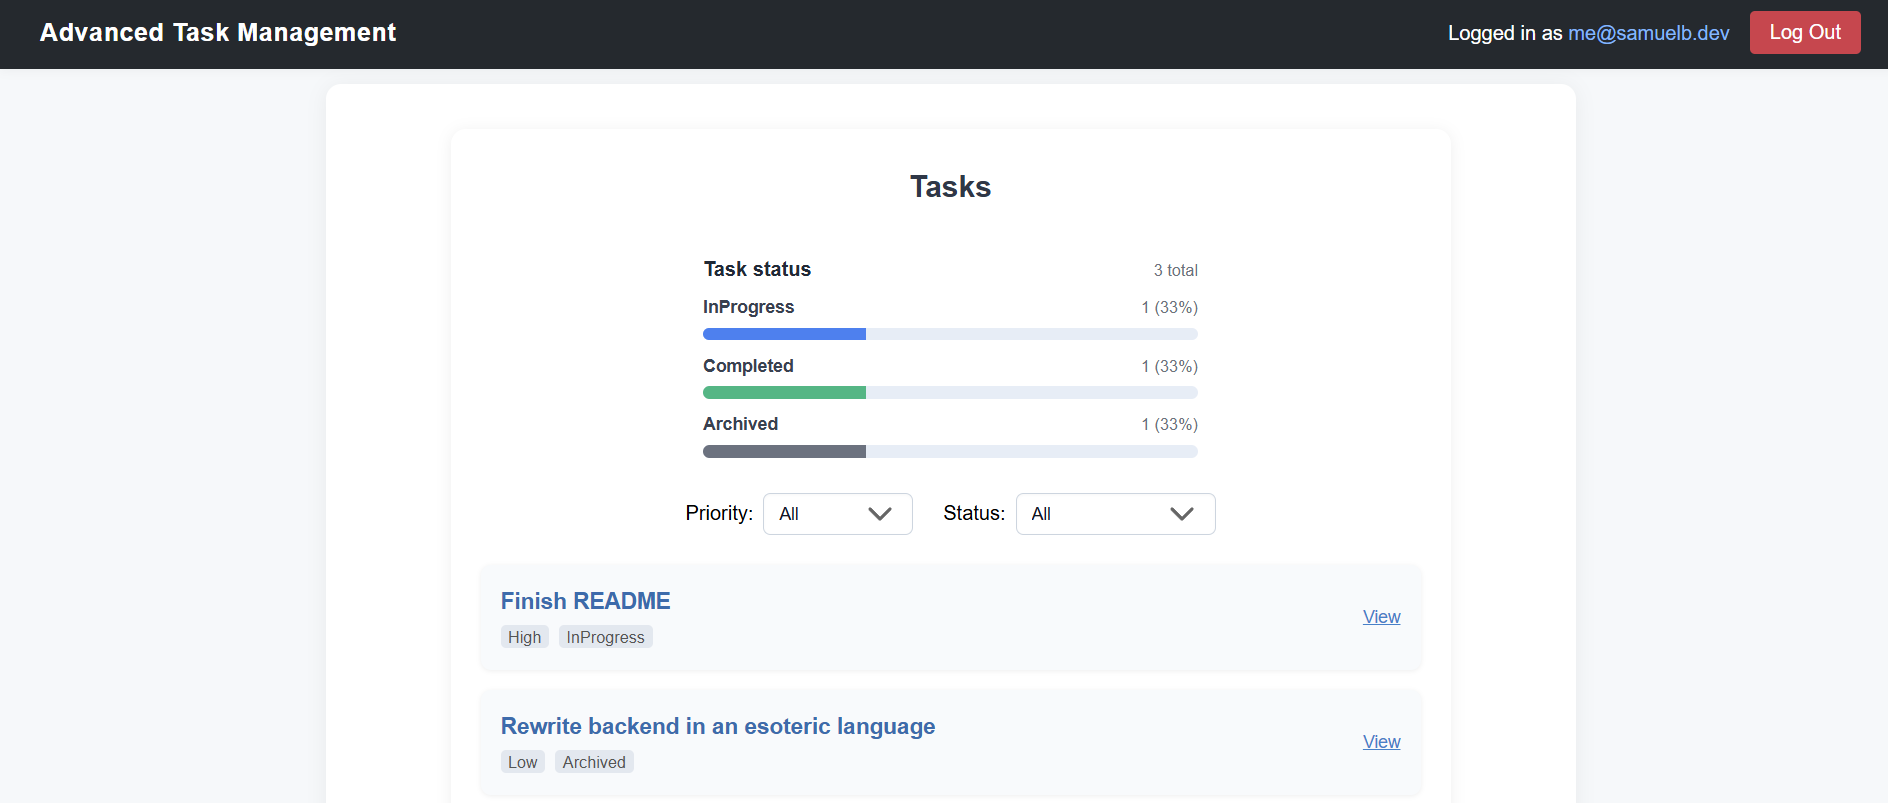 Advanced Task Management
Logged in as me@samuelb.dev
Log Out
Tasks
Task status
3 total
InProgress
1 (33%)
Completed
1 (33%)
Archived
1 (33%)
Priority: All
Status: All
Finish README
High
InProgress
View
Rewrite backend in an esoteric language
Low
Archived
View